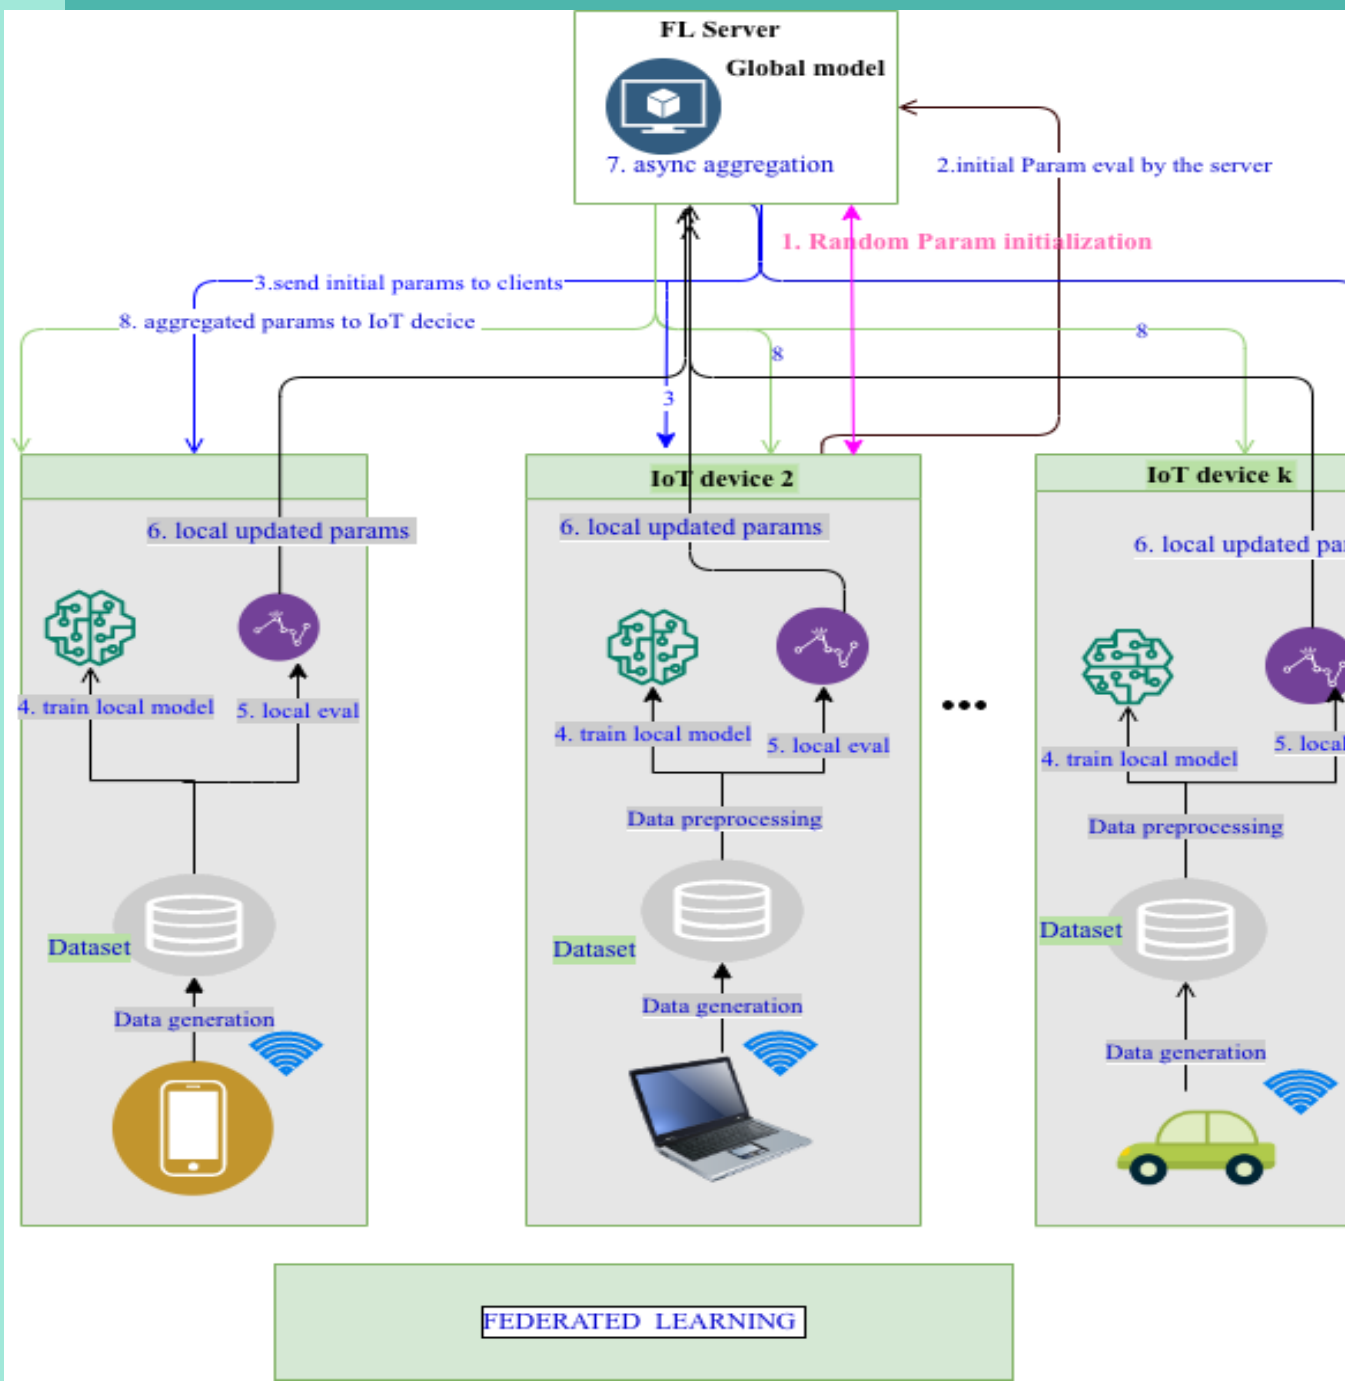 FL Server
Global model
7. async aggregation
2.initial Param eval by the server
1. Random Param initialization
3.send initial params to clients
8. aggregated params to IoT decice
8
8
3
IoT device 2
IoT device k
6. local updated params
6. local updated params
6. local updated par
4. train local model
5. local eval
4. train local model
5. local eval
4. train local model
5. local
Data preprocessing
Data preprocessing
Dataset
Dataset
Dataset
Data generation
Data generation
Data generation
FEDERATED LEARNING